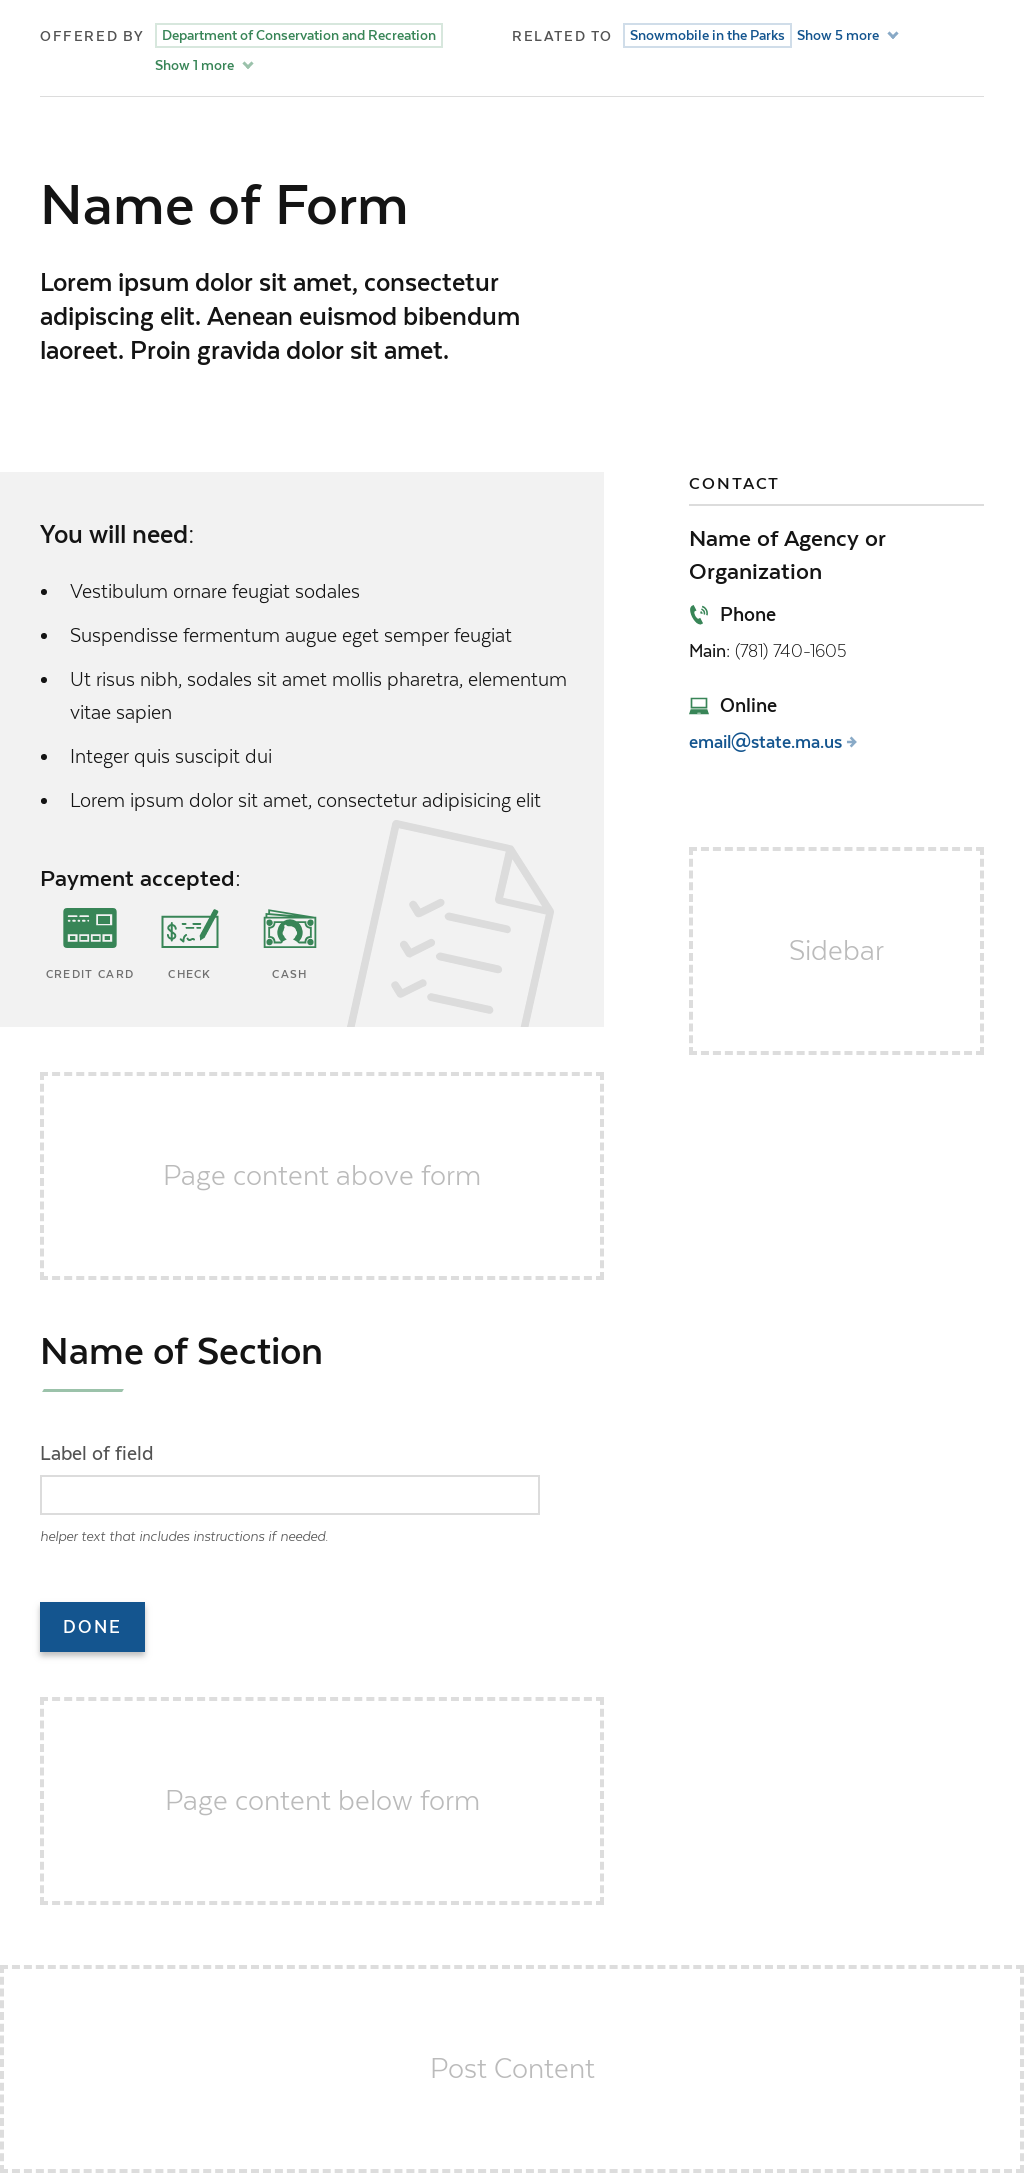 OFFERED BY Department of Conservation and Recreation
Show 1 more
RELATED TO Snowmobile in the Parks Show 5 more
Name of Form
Lorem ipsum dolor sit amet, consectetur
adipiscing elit. Aenean euismod bibendum
laoreet. Proin gravida dolor sit amet.
You will need:
Vestibulum ornare feugiat sodales
Suspendisse fermentum augue eget semper feugiat
Ut risus nibh, sodales sit amet mollis pharetra, elementum
vitae sapien
Integer quis suscipit dui
Lorem ipsum dolor sit amet, consectetur adipisicing elit
Payment accepted:
CREDIT CARD
CHECK
CASH
CONTACT
Name of Agency or
Organization
Phone
Main: (781) 740-1605
Online
email@state.ma.us
Sidebar
Page content above form
Name of Section
Label of field
helper text that includes instructions if needed.
DONE
Page content below form
Post Content